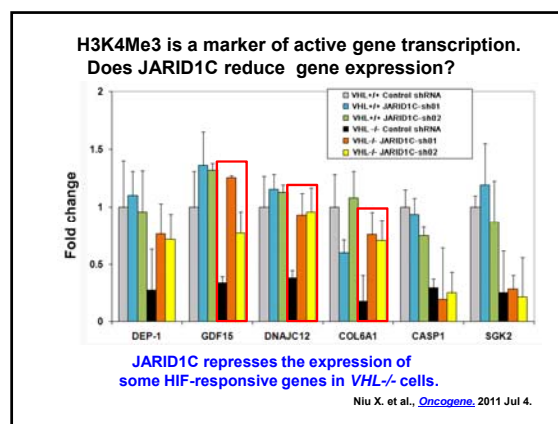 H3K4Me3 is a marker of active gene transcription.
Does JARID1C reduce gene expression?
VHL+/+ Control shRNA
VHL+/+ JARID1C-sh01
VHL+/+ JARID1C-sh02
VHL-/- Control shRNA
VHL-/- JARID1C-sh01
VHL-/- JARID1C-sh02
2
1.5
1
0.5
0
Fold change
DEP-1 GDF15 DNAJC12 COL6A1 CASP1 SGK2
JARID1C represses the expression of
some HIF-responsive genes in VHL-/- cells.
Niu X. et al., Oncogene. 2011 Jul 4.